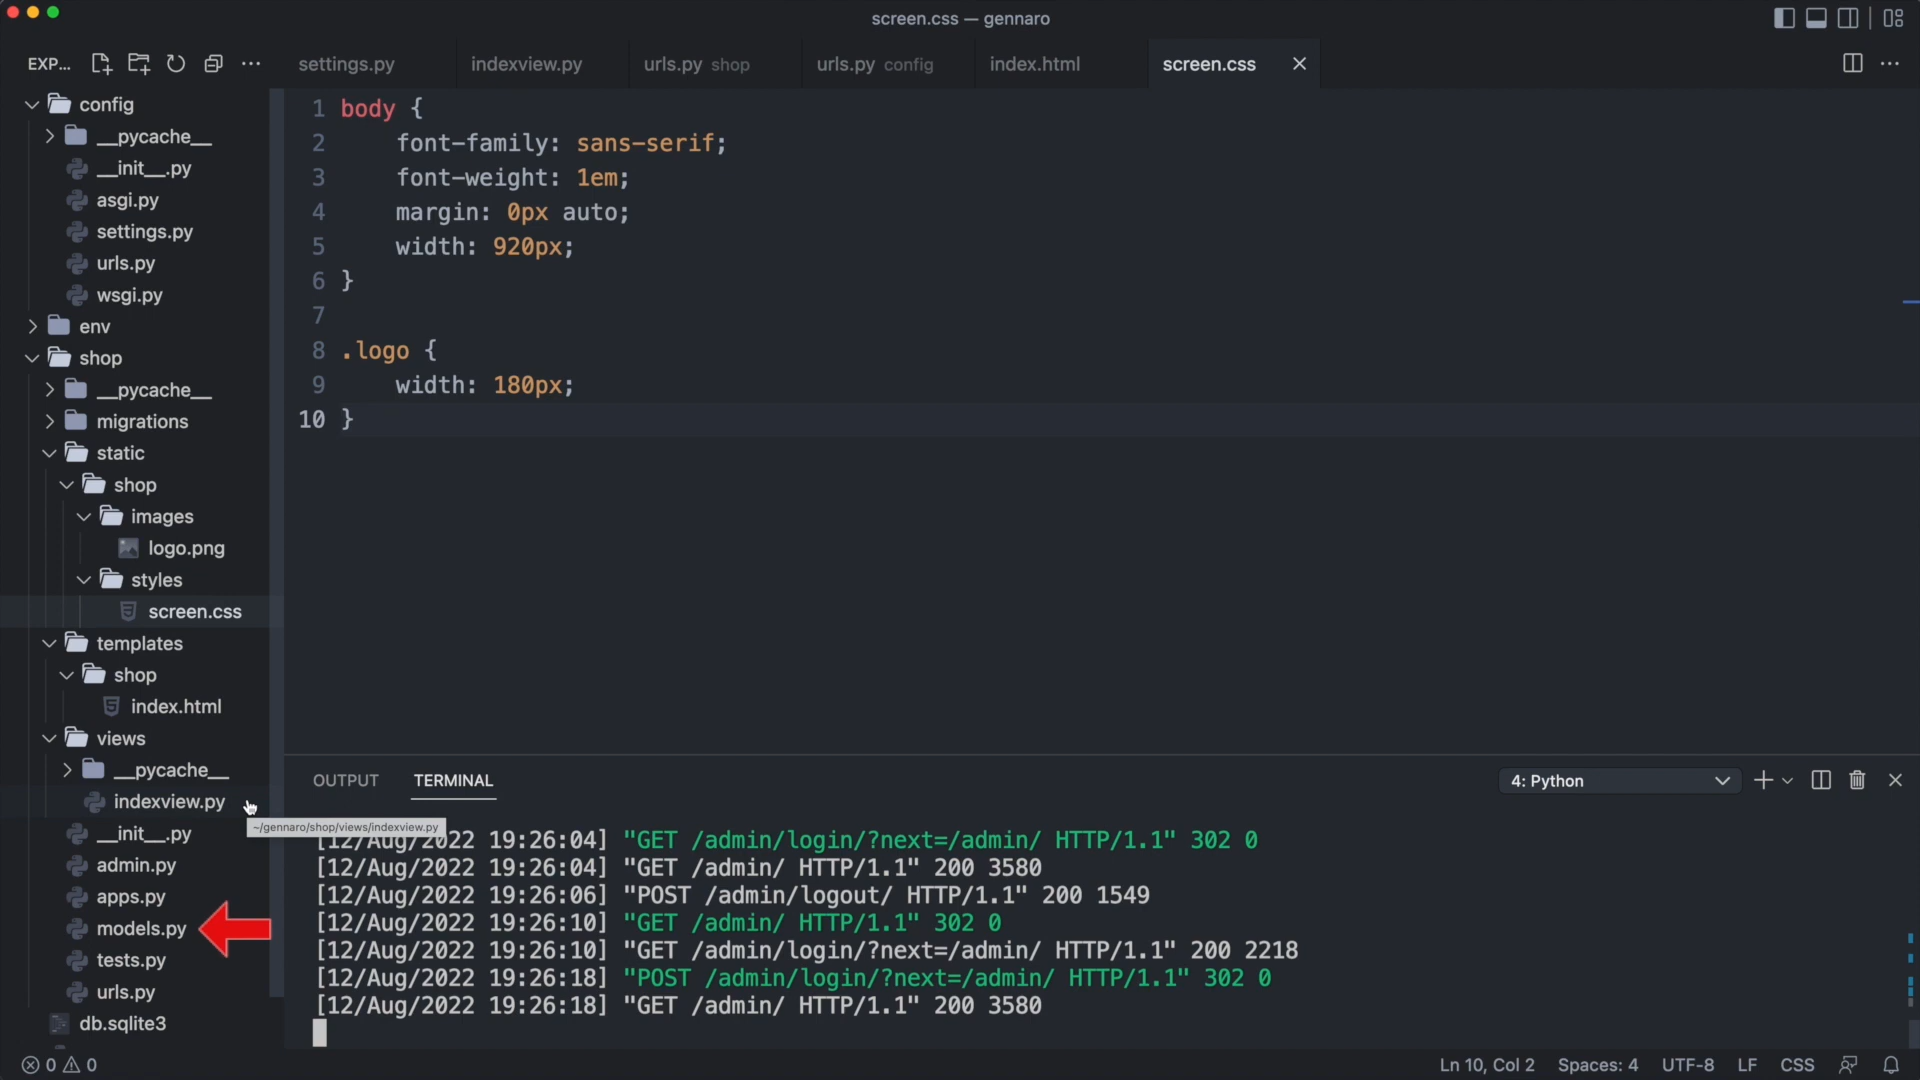 screen.css — gennaro
EXP...
settings.py
indexview.py
urls.py shop
urls.py config
index.html
screen.css
config
__pycache__
__init__.py
asgi.py
settings.py
urls.py
wsgi.py
env
shop
__pycache__
migrations
static
shop
images
logo.png
styles
screen.css
templates
shop
index.html
views
__pycache__
indexview.py
__init__.py
admin.py
apps.py
models.py
tests.py
urls.py
db.sqlite3
1 body {
2 font-family: sans-serif;
3 font-weight: 1em;
4 margin: 0px auto;
5 width: 920px;
6 }
7
8 .logo {
9 width: 180px;
10 }
OUTPUT
TERMINAL
4: Python
~/gennaro/shop/views/indexview.py
[12/Aug/2022 19:26:04] "GET /admin/login/?next=/admin/ HTTP/1.1" 302 0
[12/Aug/2022 19:26:04] "GET /admin/ HTTP/1.1" 200 3580
[12/Aug/2022 19:26:06] "POST /admin/logout/ HTTP/1.1" 200 1549
[12/Aug/2022 19:26:10] "GET /admin/ HTTP/1.1" 302 0
[12/Aug/2022 19:26:10] "GET /admin/login/?next=/admin/ HTTP/1.1" 200 2218
[12/Aug/2022 19:26:18] "POST /admin/login/?next=/admin/ HTTP/1.1" 302 0
[12/Aug/2022 19:26:18] "GET /admin/ HTTP/1.1" 200 3580
0 0
Ln 10, Col 2
Spaces: 4
UTF-8
LF
CSS